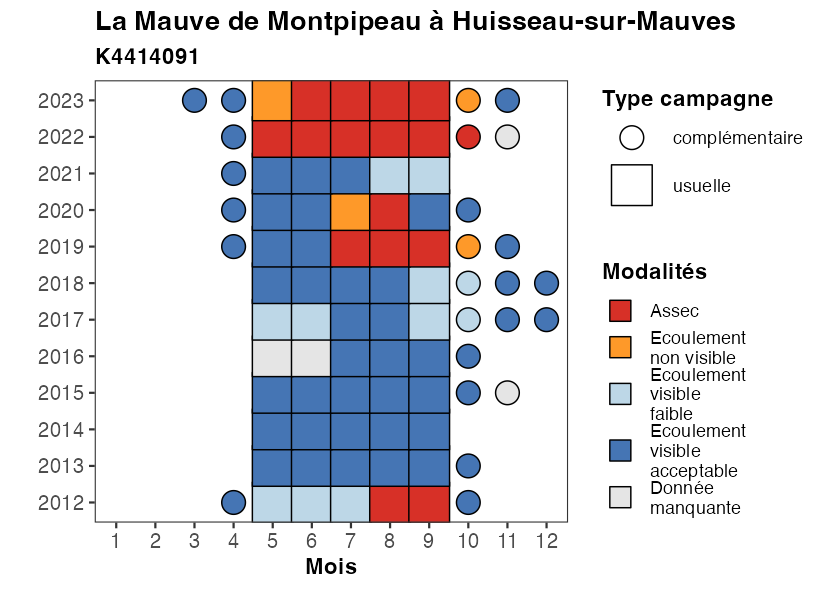 La Mauve de Montpipeau à Huisseau-sur-Mauves
K4414091
2023
2022
2021
2020
2019
2018
2017
2016
2015
2014
2013
2012
1 2 3 4 5 6 7 8 9 10 11 12
Mois
Type campagne
complémentaire
usuelle
Modalités
Assec
Ecoulement
non visible
Ecoulement
visible
faible
Ecoulement
visible
acceptable
Donnée
manquante